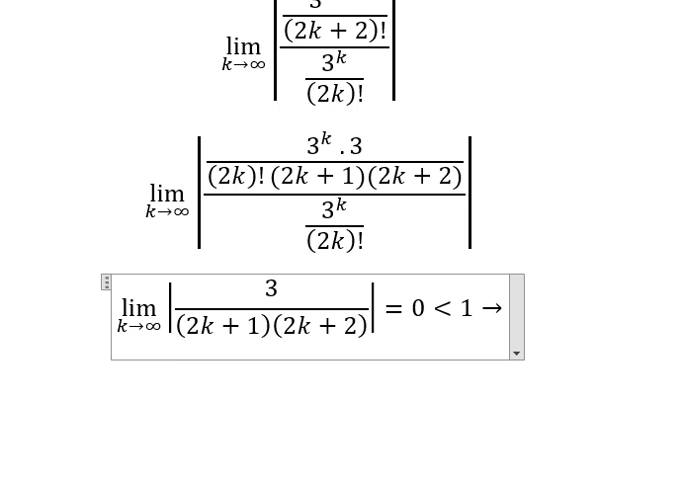 lim k→∞ | (3 / (2k + 2)!) / (3^k / (2k)!) |
lim k→∞ | (3^k . 3 / (2k)! (2k + 1)(2k + 2)) / (3^k / (2k)!) |
lim k→∞ | 3 / (2k + 1)(2k + 2) | = 0 < 1 →